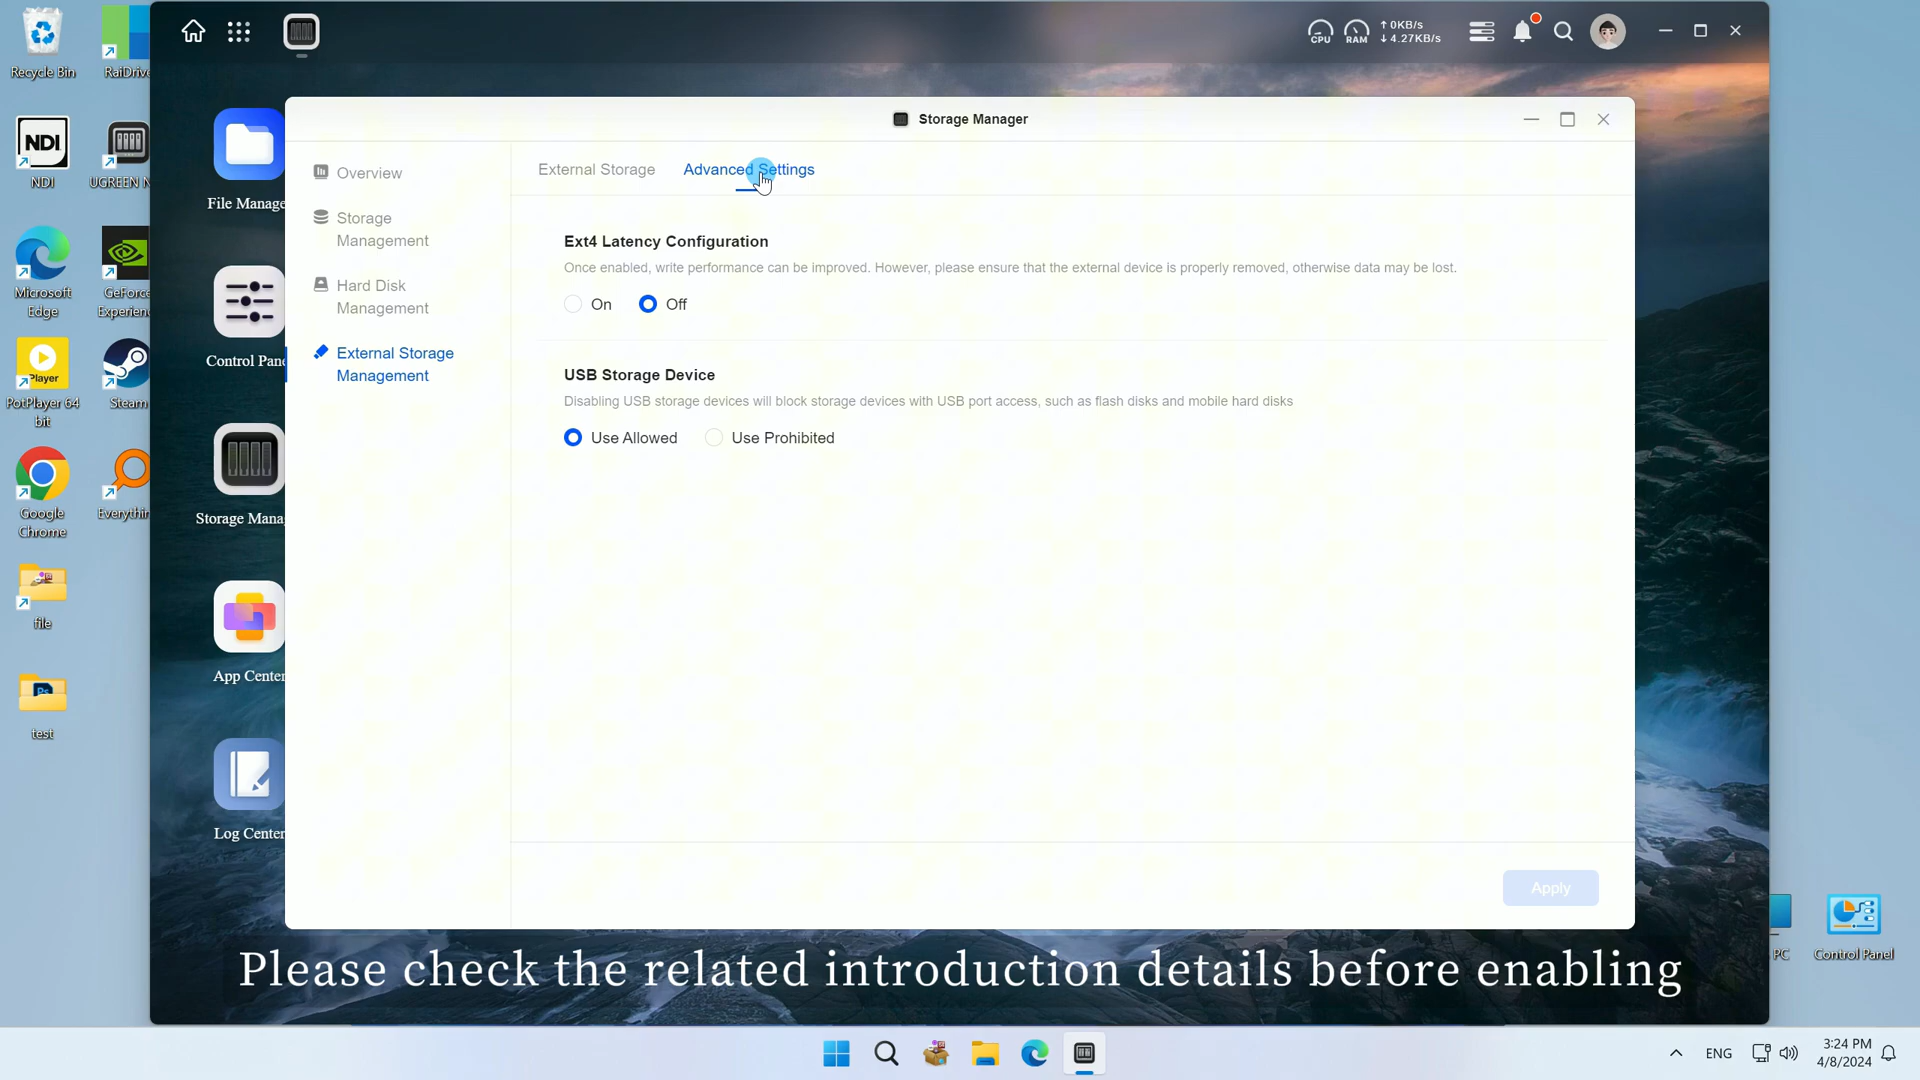 Recycle Bin
RaiDrive
NDI
NDI
UGREEN N
Microsoft
Edge
GeForce
Experienc
Player
PotPlayer 64
bit
Steam
Google
Chrome
Everythin
file
Ps
test
CPU
RAM
↑ 0KB/s
↓ 4.27KB/s
File Manage
Control Pane
Storage Mana
App Center
Log Center
Storage Manager
Overview
Storage
Management
Hard Disk
Management
External Storage
Management
External Storage
Advanced Settings
Ext4 Latency Configuration
Once enabled, write performance can be improved. However, please ensure that the external device is properly removed, otherwise data may be lost.
On
Off
USB Storage Device
Disabling USB storage devices will block storage devices with USB port access, such as flash disks and mobile hard disks
Use Allowed
Use Prohibited
Apply
PC
Control Panel
Please check the related introduction details before enabling
ENG
3:24 PM
4/8/2024